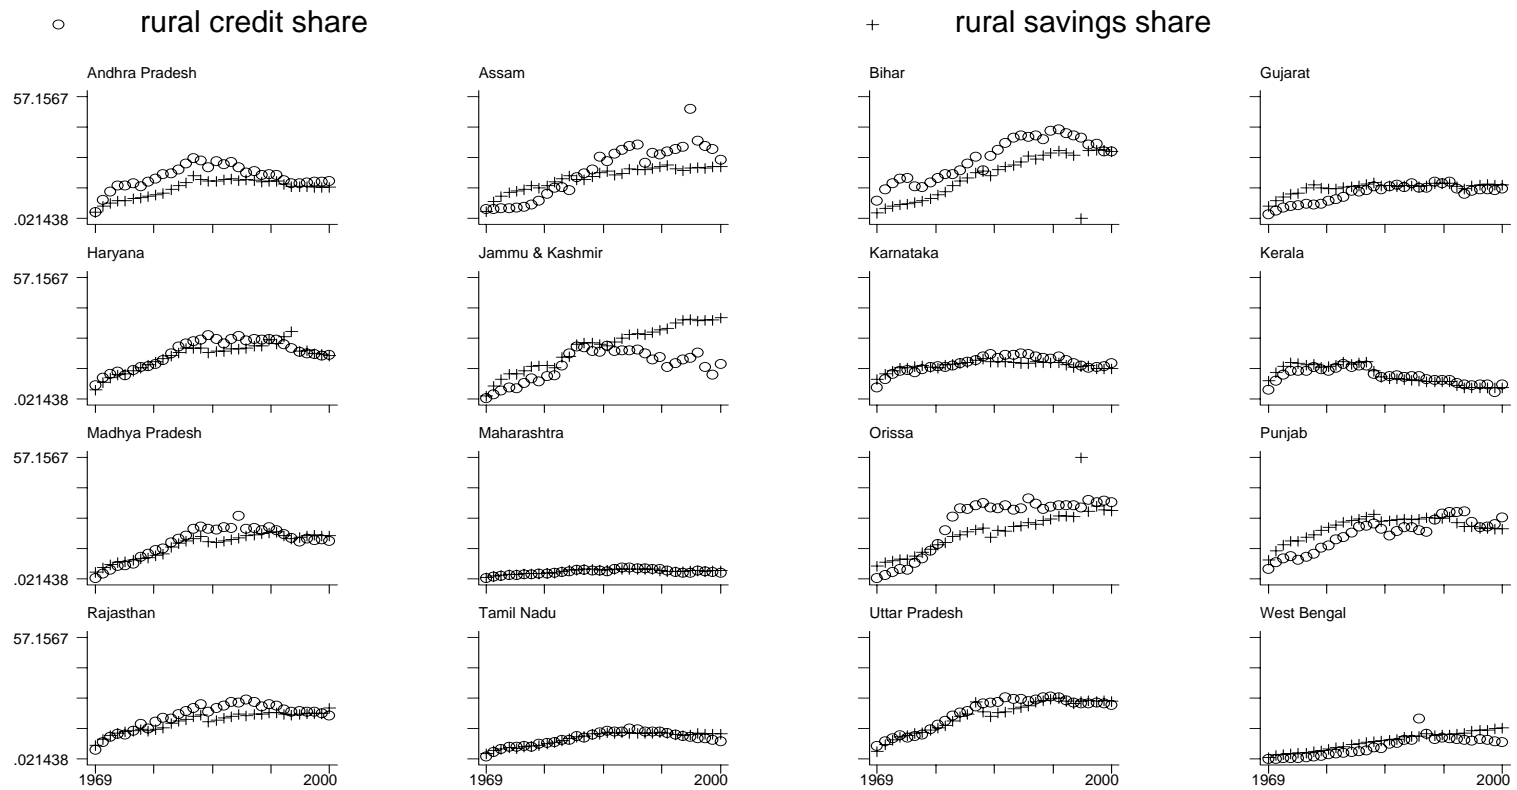 rural credit share rural savings share
Andhra Pradesh Assam Bihar Gujarat
57.1567
.021438
Haryana Jammu & Kashmir Karnataka Kerala
57.1567
.021438
Madhya Pradesh Maharashtra Orissa Punjab
57.1567
.021438
Rajasthan Tamil Nadu Uttar Pradesh West Bengal
57.1567
.021438
1969 2000 1969 2000 1969 2000 1969 2000